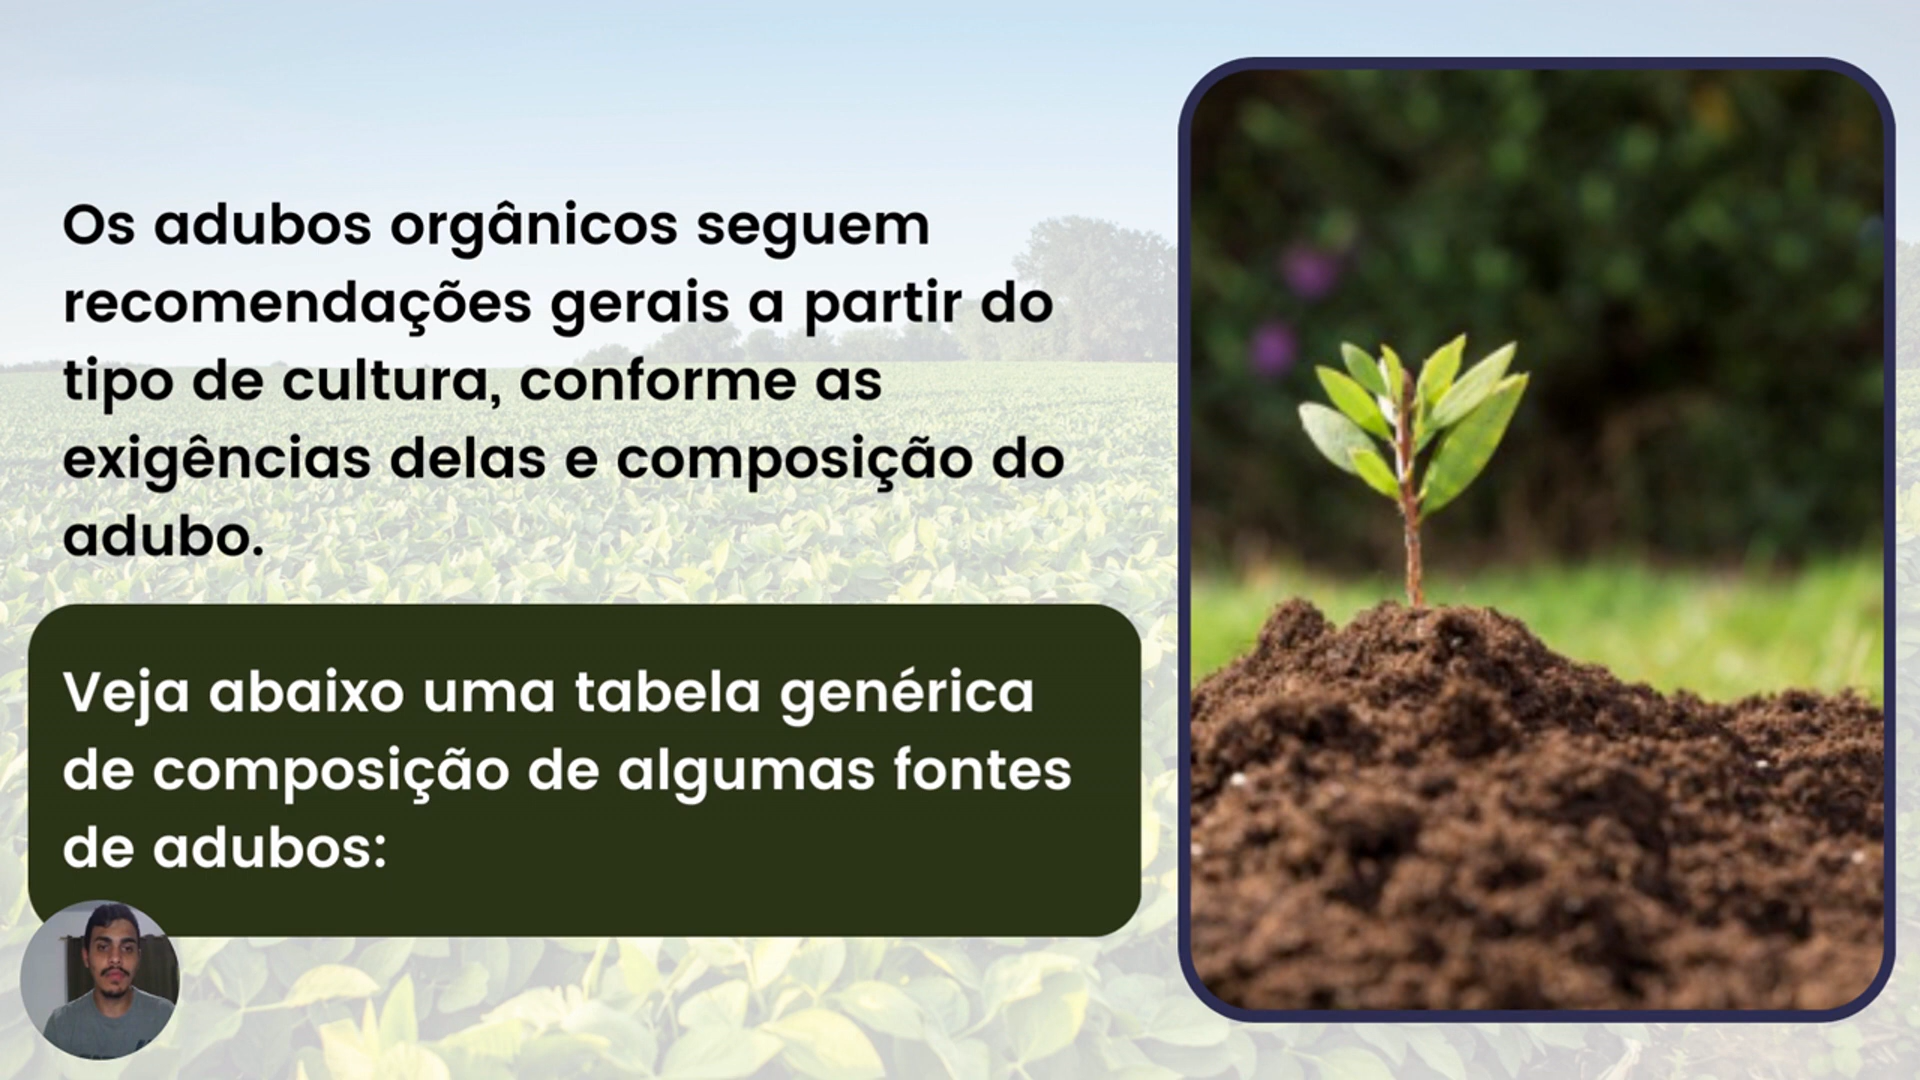 Os adubos orgânicos seguem
recomendações gerais a partir do
tipo de cultura, conforme as
exigências delas e composição do
adubo.
Veja abaixo uma tabela genérica
de composição de algumas fontes
de adubos: